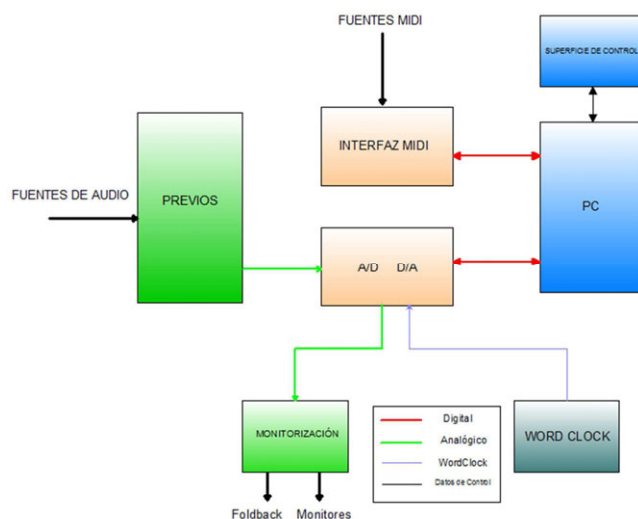 FUENTES MIDI
SUPERFICIE DE CONTROL
INTERFAZ MIDI
FUENTES DE AUDIO
PREVIOS
PC
A/D D/A
MONITORIZACIÓN
Digital
Analógico
WordClock
Datos de Control
WORD CLOCK
Foldback Monitores